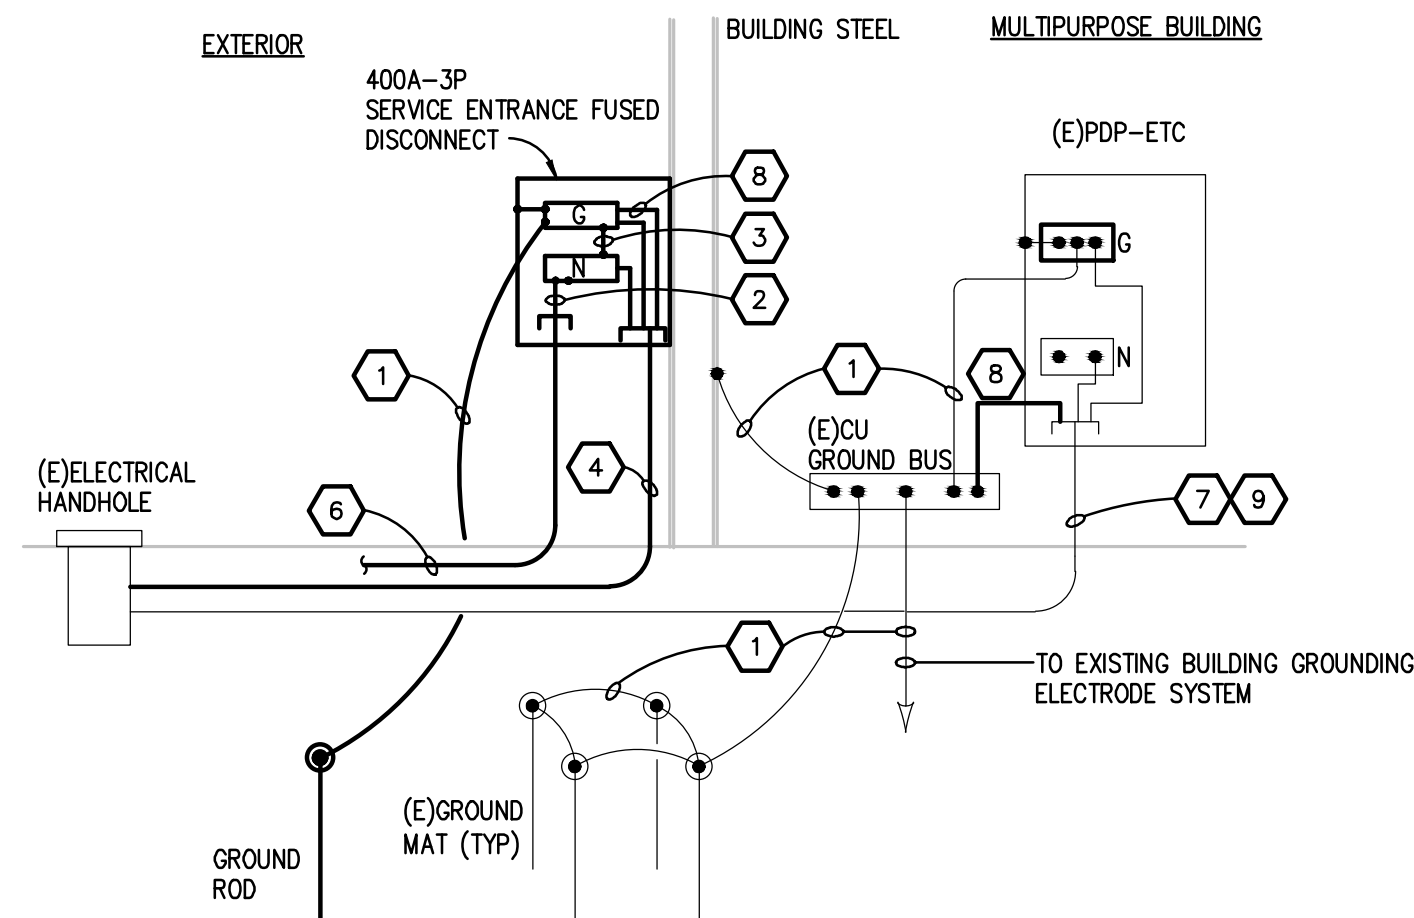 EXTERIOR
BUILDING STEEL
MULTIPURPOSE BUILDING
400A-3P
SERVICE ENTRANCE FUSED
DISCONNECT
(E)PDP-ETC
8
G
3
G
N
2
1
1
8
N
(E)CU
GROUND BUS
(E)ELECTRICAL
HANDHOLE
4
6
7
9
1
TO EXISTING BUILDING GROUNDING
ELECTRODE SYSTEM
(E)GROUND
MAT (TYP)
GROUND
ROD